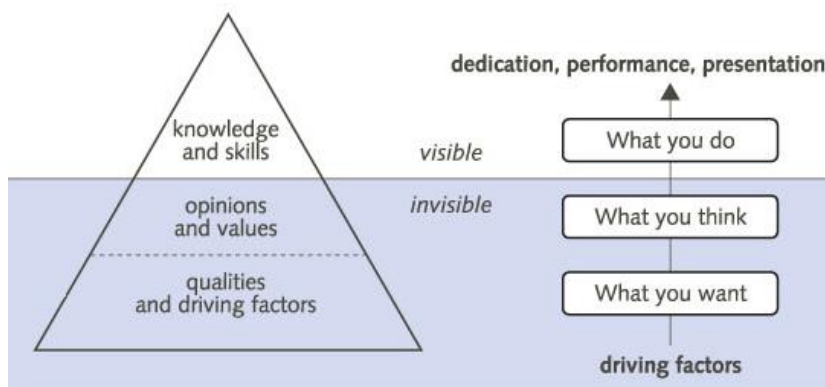 dedication, performance, presentation
knowledge
and skills
visible
What you do
opinions
and values
invisible
What you think
qualities
and driving factors
What you want
driving factors